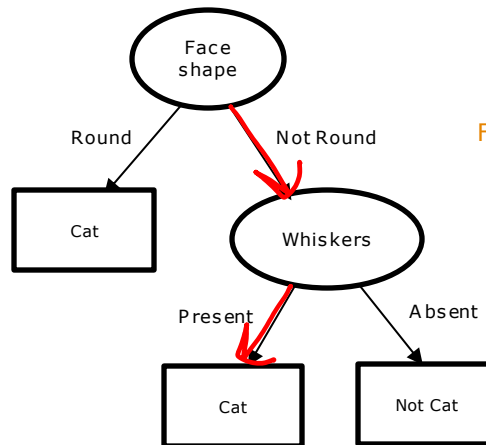 Face
shape
Round
Not Round
F
Cat
Whiskers
Present
Absent
Cat
Not Cat